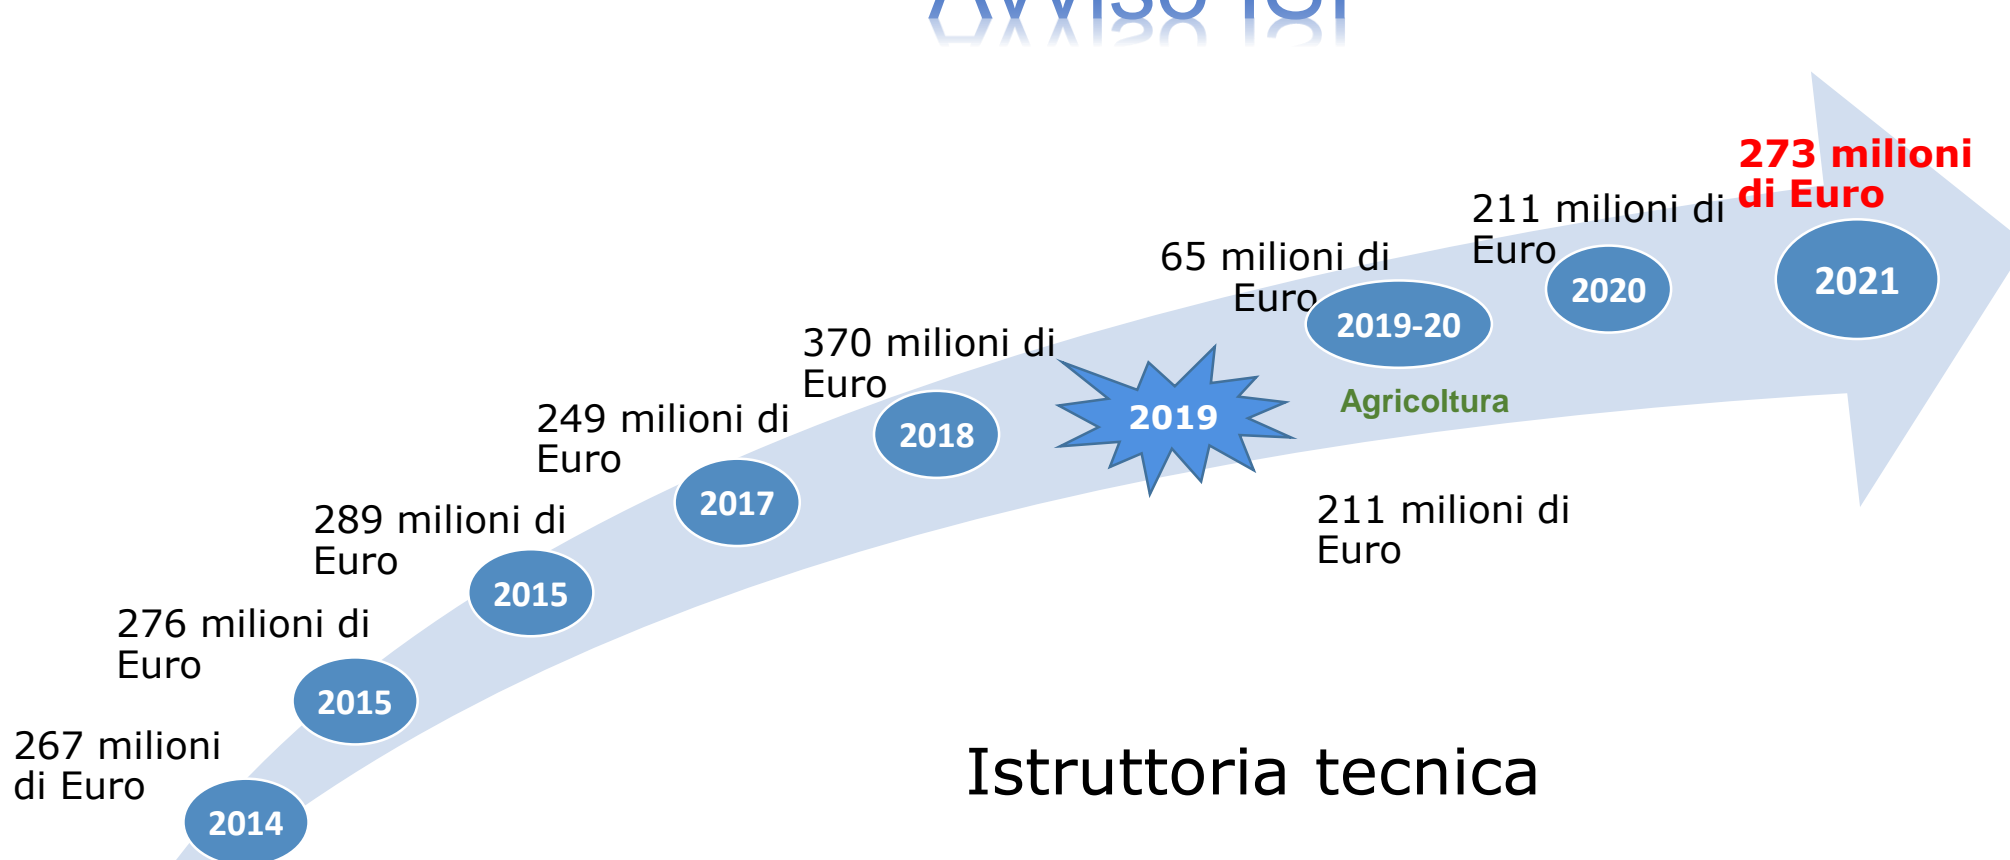 Avviso
273 milioni
di Euro
211 milioni di
Euro
2021
65 milioni di
Euro
2020
2019-20
370 milioni di
Euro
Agricoltura
2019
249 milioni di
Euro
2018
2017
211 milioni di
Euro
289 milioni di
Euro
2015
276 milioni di
Euro
2015
267 milioni
di Euro
2014
Istruttoria tecnica